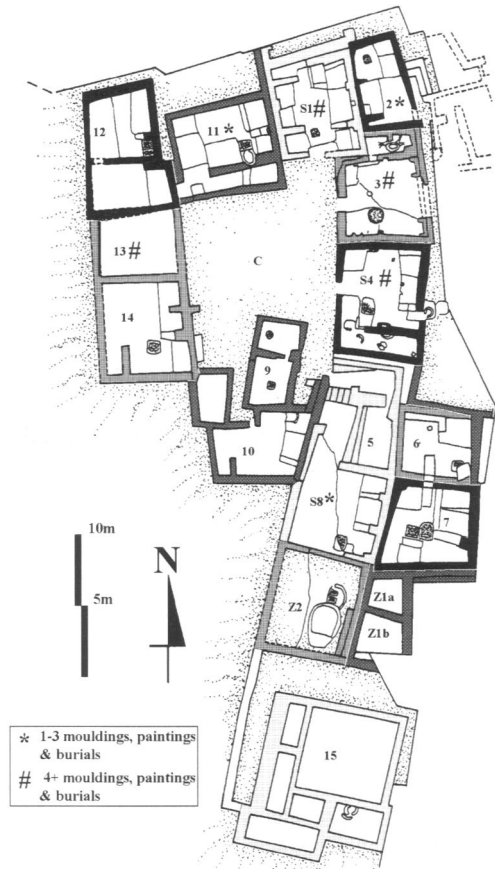 S1#
2*
12
11*
3#
13#
S4#
C
14
9
10
5
6
S8*
7
10m
N
5m
Z2
Z1a
Z1b
15
* 1-3 mouldings, paintings
& burials
# 4+ mouldings, paintings
& burials